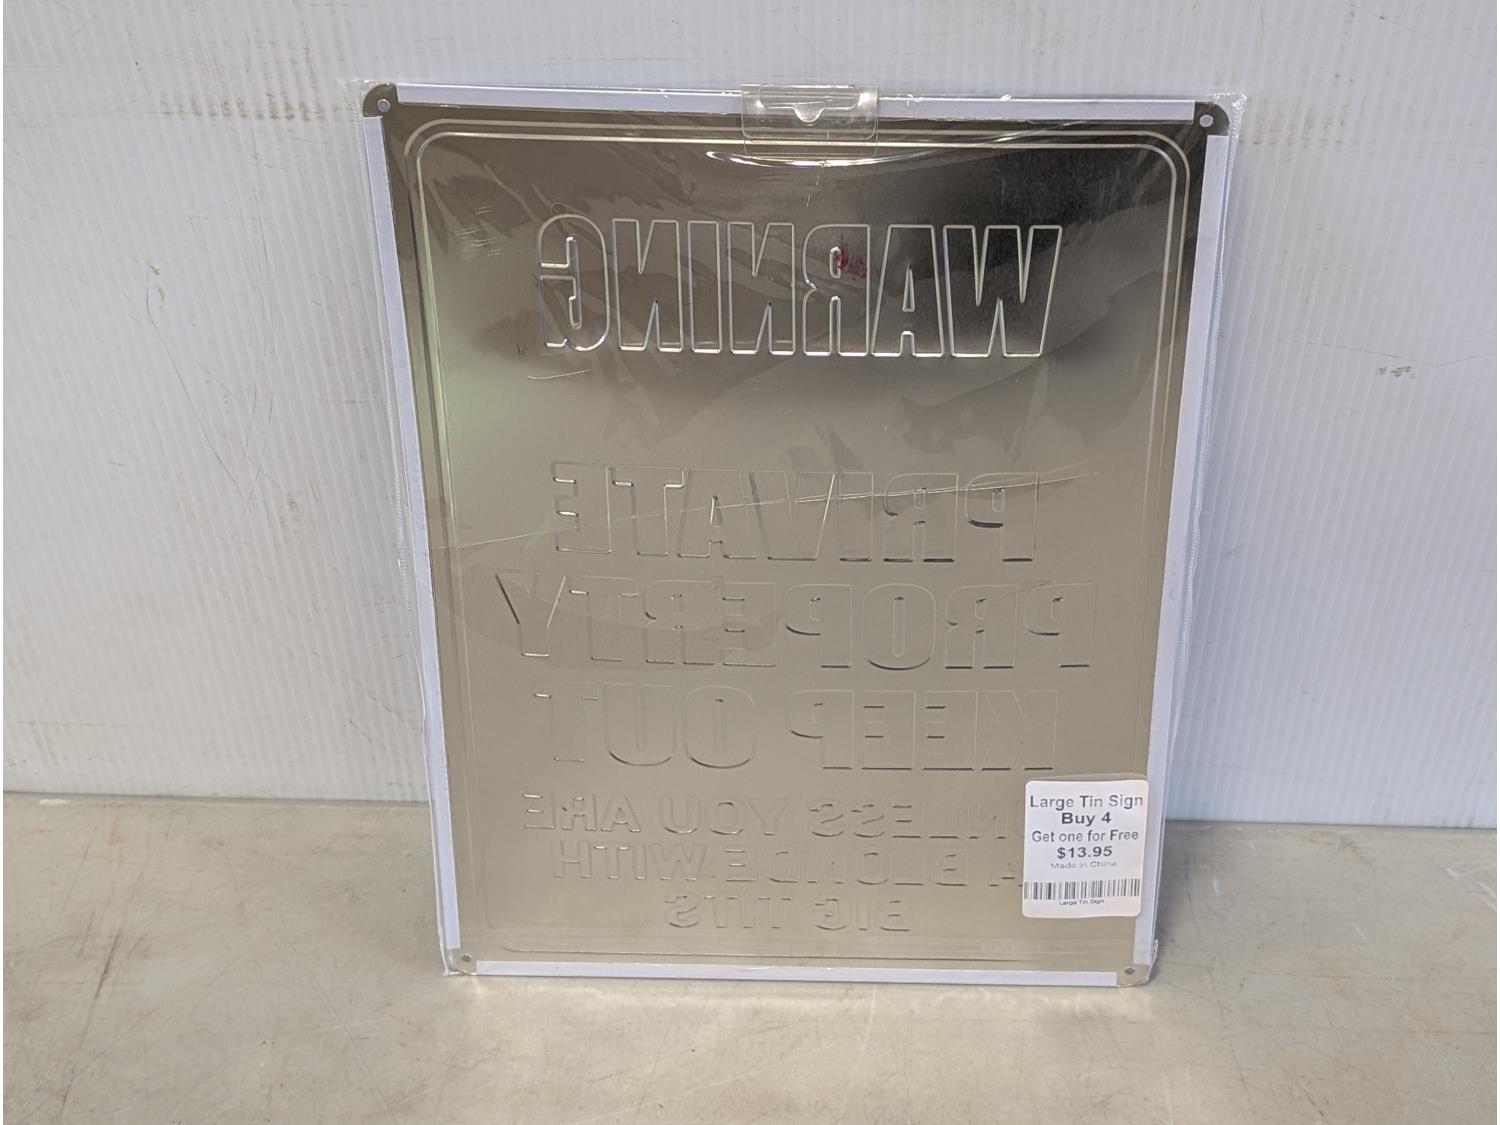 WARNING
PRIVATE
PROPERTY
KEEP OUT
UNLESS YOU ARE
A BLONDE WITH
BIG TITS
Large Tin Sign
Buy 4
Get one for Free
$13.95
Made in China
Large Tin Sign